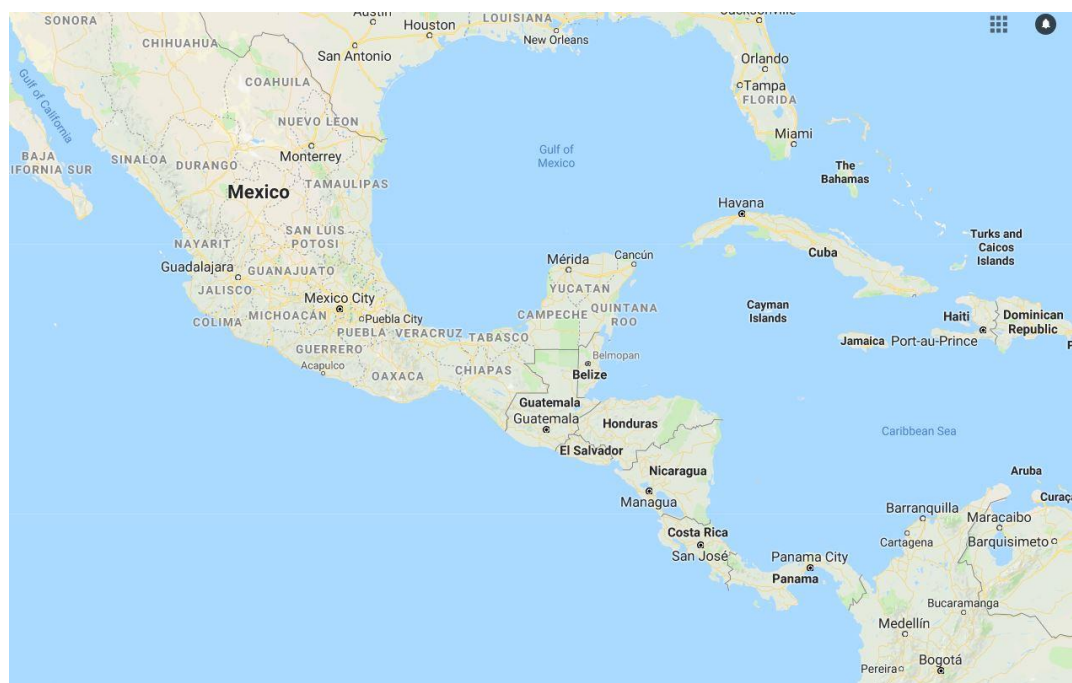 Austin
LOUISIANA
Jacksonville
SONORA
Houston
CHIHUAHUA
New Orleans
San Antonio
Orlando
Gulf of California
COAHUILA
Tampa
FLORIDA
NUEVO LEON
Miami
Gulf of
Mexico
BAJA
IFORNIA SUR
SINALOA
DURANGO
Monterrey
The
Bahamas
Mexico
TAMAULIPAS
Havana
SAN LUIS
POTOSI
NAYARIT
Turks and
Caicos
Islands
Cuba
Mérida
Cancún
Guadalajara
GUANAJUATO
JALISCO
YUCATAN
Mexico City
QUINTANA
ROO
Cayman
Islands
CAMPECHE
MICHOACÁN
COLIMA
Puebla City
Haiti
Dominican
Republic
PUEBLA
VERACRUZ
TABASCO
Jamaica
Port-au-Prince
P
GUERRERO
Belmopan
Acapulco
OAXACA
CHIAPAS
Belize
Guatemala
Guatemala
Honduras
Caribbean Sea
El Salvador
Nicaragua
Aruba
Managua
Curaça
Barranquilla
Maracaibo
Costa Rica
Cartagena
Barquisimeto
San José
Panama City
Panama
Bucaramanga
Medellín
Bogotá
Pereira